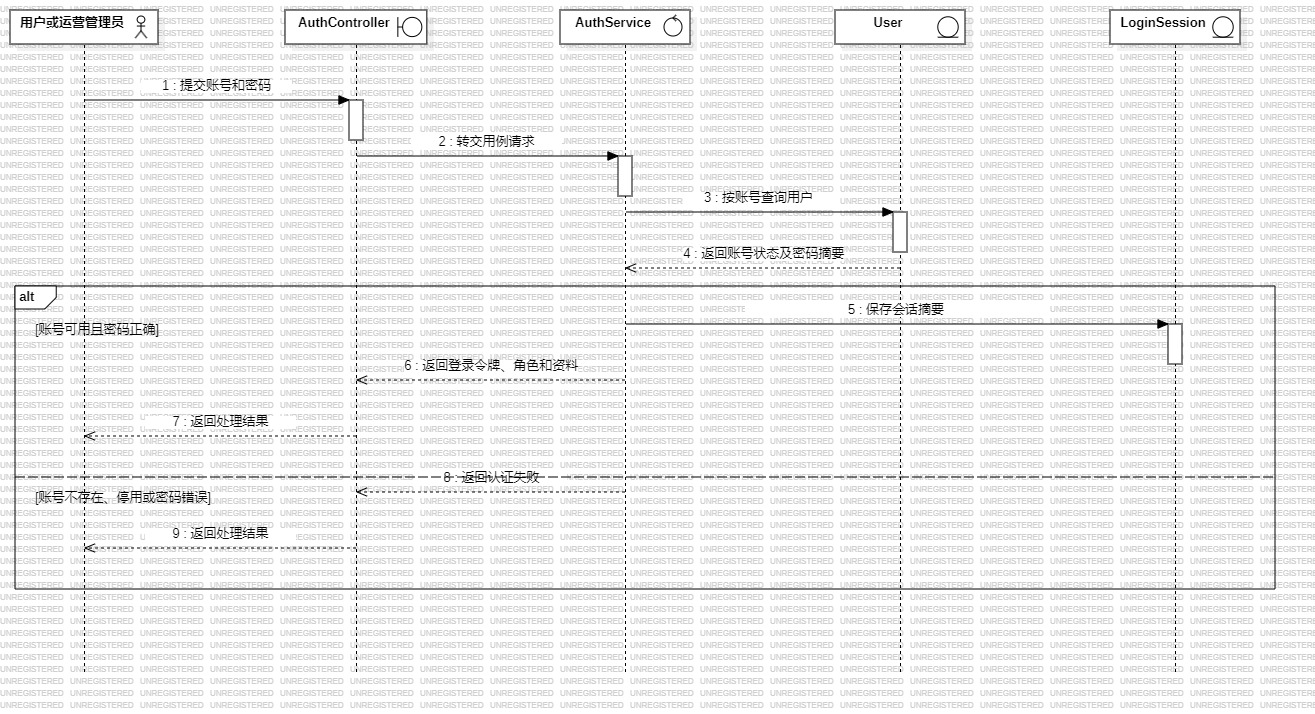 用户或运营管理员
AuthController
AuthService
User
LoginSession
1 : 提交账号和密码
2 : 转交用例请求
3 : 按账号查询用户
4 : 返回账号状态及密码摘要
alt
5 : 保存会话摘要
[账号可用且密码正确]
6 : 返回登录令牌、角色和资料
7 : 返回处理结果
8 : 返回认证失败
[账号不存在、停用或密码错误]
9 : 返回处理结果
UNREGISTERED